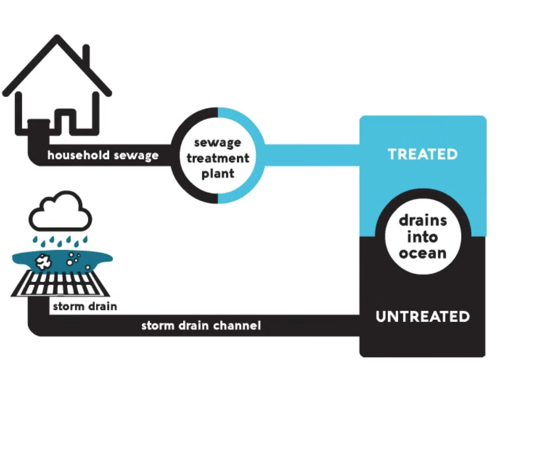 household sewage
sewage
treatment
plant
TREATED
drains
into
ocean
storm drain
storm drain channel
UNTREATED